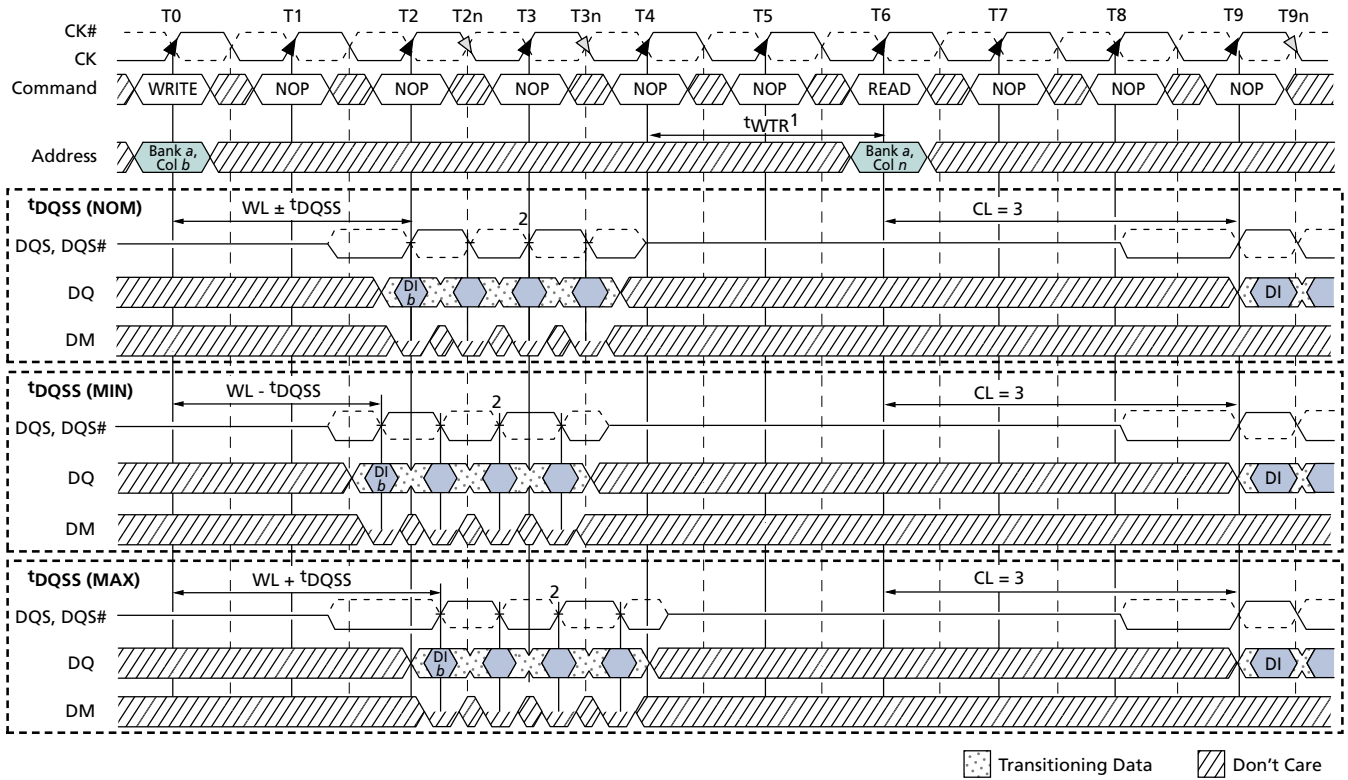 T0 T1 T2 T2n T3 T3n T4 T5 T6 T7 T8 T9 T9n
CK#
CK
Command WRITE NOP NOP NOP NOP NOP READ NOP NOP NOP
tWTR1
Address Bank a, Col b Bank a, Col n
tDQSS (NOM) WL ± tDQSS CL = 3
2
DQS, DQS#
DQ DI b DI
DM
tDQSS (MIN) WL - tDQSS CL = 3
2
DQS, DQS#
DQ DI b DI
DM
tDQSS (MAX) WL + tDQSS CL = 3
2
DQS, DQS#
DQ DI b DI
DM
Transitioning Data Don't Care